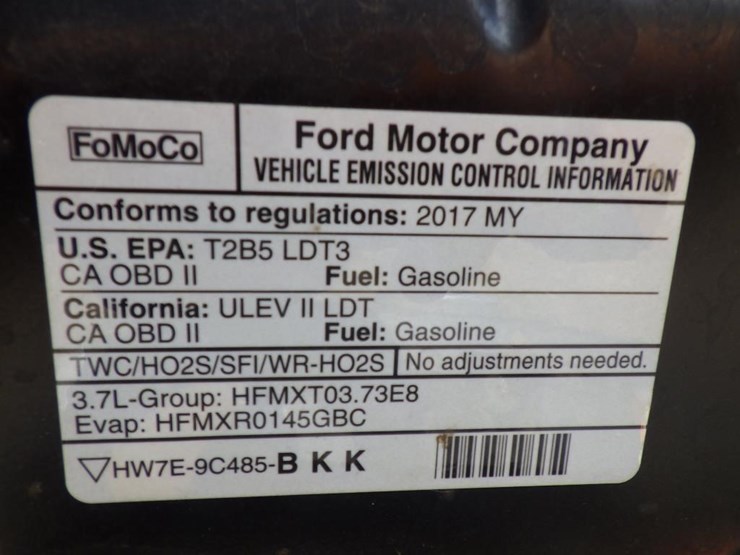 FoMoCo
Ford Motor Company
VEHICLE EMISSION CONTROL INFORMATION
Conforms to regulations: 2017 MY
U.S. EPA: T2B5 LDT3
CA OBD II Fuel: Gasoline
California: ULEV II LDT
CA OBD II Fuel: Gasoline
TWC/HO2S/SFI/WR-HO2S No adjustments needed.
3.7L-Group: HFMXT03.73E8
Evap: HFMXR0145GBC
HW7E-9C485-B K K